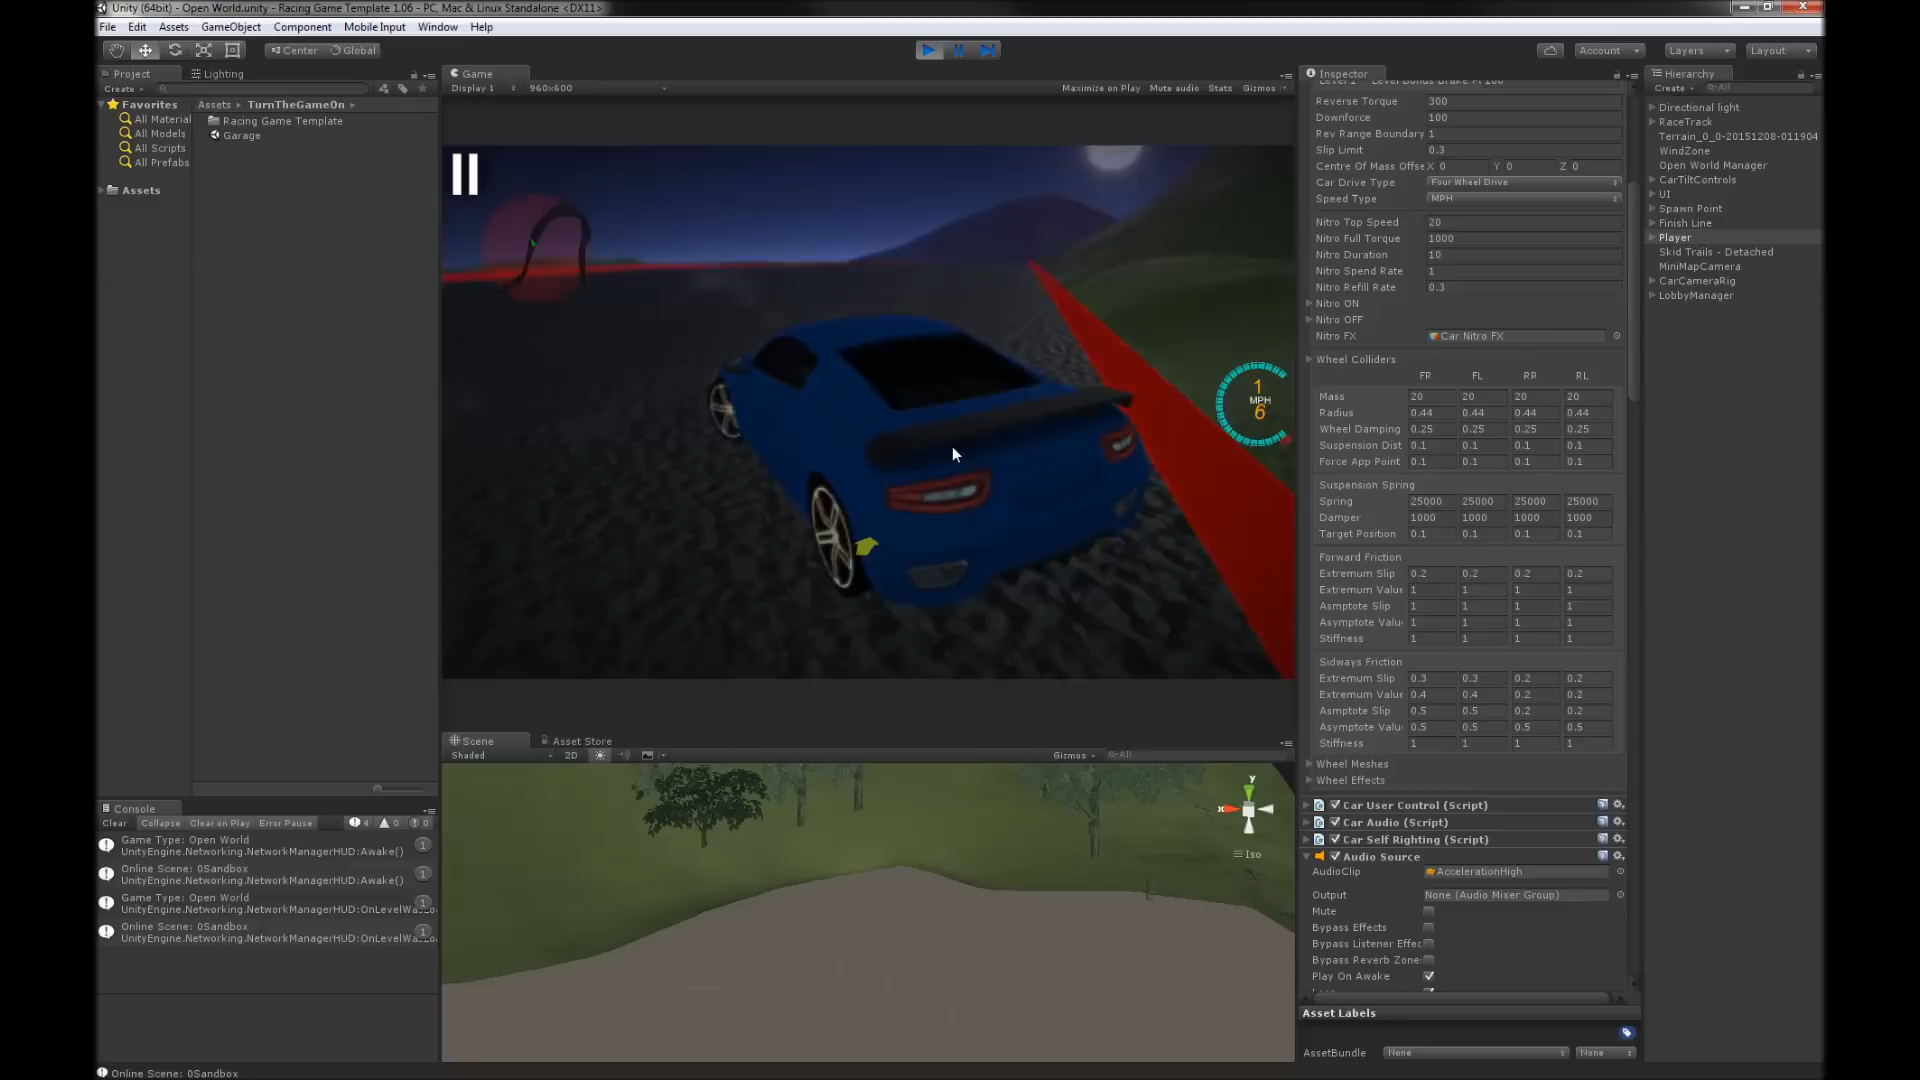 Unity (64bit) - Open World.unity - Racing Game Template 1.06 - PC, Mac & Linux Standalone <DX11>
File Edit Assets GameObject Component Mobile Input Window Help
Center Global
Account Layers Layout
Project Lighting
Create
Favorites
All Material
All Models
All Scripts
All Prefabs
Assets
Assets TurnTheGameOn
Racing Game Template
Garage
Game
Display 1 960x600
Maximize on Play Mute audio Stats Gizmos
1
MPH
6
Scene Asset Store
Shaded 2D Gizmos All
y
x
Iso
Console
Clear Collapse Clear on Play Error Pause 4 0 0
Game Type: Open World
UnityEngine.Networking.NetworkManagerHUD:Awake()
1
Online Scene: 0Sandbox
UnityEngine.Networking.NetworkManagerHUD:Awake()
1
Game Type: Open World
UnityEngine.Networking.NetworkManagerHUD:OnLevelWasLo
1
Online Scene: 0Sandbox
UnityEngine.Networking.NetworkManagerHUD:OnLevelWasLo
1
Online Scene: 0Sandbox
Inspector
Reverse Torque 300
Downforce 100
Rev Range Boundary 1
Slip Limit 0.3
Centre Of Mass Offse X 0 Y 0 Z 0
Car Drive Type Four Wheel Drive
Speed Type MPH
Nitro Top Speed 20
Nitro Full Torque 1000
Nitro Duration 10
Nitro Spend Rate 1
Nitro Refill Rate 0.3
Nitro ON
Nitro OFF
Nitro FX Car Nitro FX
Wheel Colliders
FR FL RR RL
Mass 20 20 20 20
Radius 0.44 0.44 0.44 0.44
Wheel Damping 0.25 0.25 0.25 0.25
Suspension Dist 0.1 0.1 0.1 0.1
Force App Point 0.1 0.1 0.1 0.1
Suspension Spring
Spring 25000 25000 25000 25000
Damper 1000 1000 1000 1000
Target Position 0.1 0.1 0.1 0.1
Forward Friction
Extremum Slip 0.2 0.2 0.2 0.2
Extremum Value 1 1 1 1
Asmptote Slip 1 1 1 1
Asymptote Valu 1 1 1 1
Stiffness 1 1 1 1
Sidways Friction
Extremum Slip 0.3 0.3 0.2 0.2
Extremum Value 0.4 0.4 0.2 0.2
Asmptote Slip 0.5 0.5 0.2 0.2
Asymptote Valu 0.5 0.5 0.5 0.5
Stiffness 1 1 1 1
Wheel Meshes
Wheel Effects
Car User Control (Script)
Car Audio (Script)
Car Self Righting (Script)
Audio Source
AudioClip AccelerationHigh
Output None (Audio Mixer Group)
Mute
Bypass Effects
Bypass Listener Effec
Bypass Reverb Zone
Play On Awake
Asset Labels
AssetBundle None None
Hierarchy
Create All
Directional light
RaceTrack
Terrain_0_0-20151208-011904
WindZone
Open World Manager
CarTiltControls
UI
Spawn Point
Finish Line
Player
Skid Trails - Detached
MiniMapCamera
CarCameraRig
LobbyManager